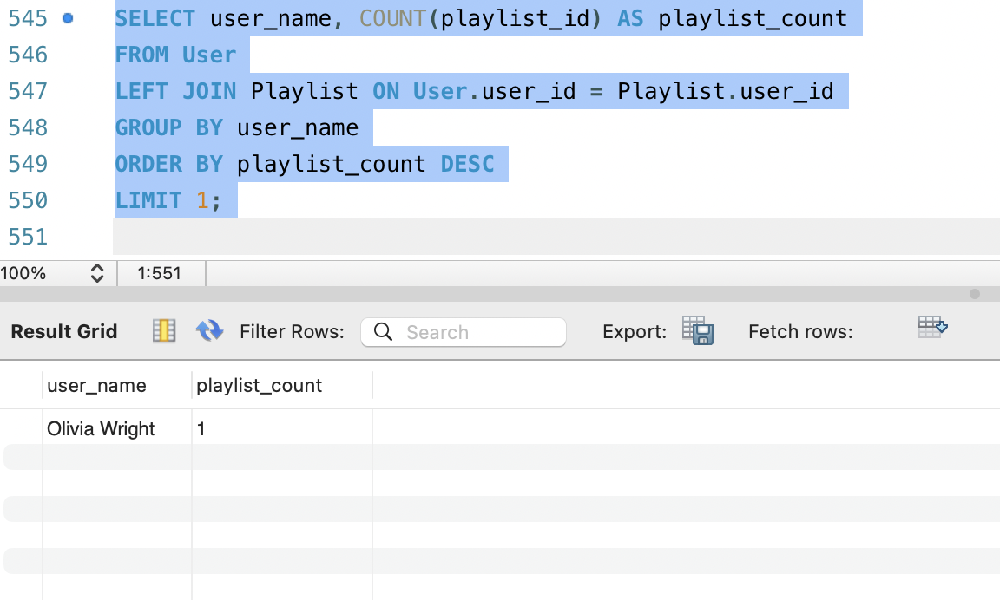 545 SELECT user_name, COUNT(playlist_id) AS playlist_count
546 FROM User
547 LEFT JOIN Playlist ON User.user_id = Playlist.user_id
548 GROUP BY user_name
549 ORDER BY playlist_count DESC
550 LIMIT 1;
551
100% 1:551
Result Grid Filter Rows: Search Export: Fetch rows:
user_name playlist_count
Olivia Wright 1